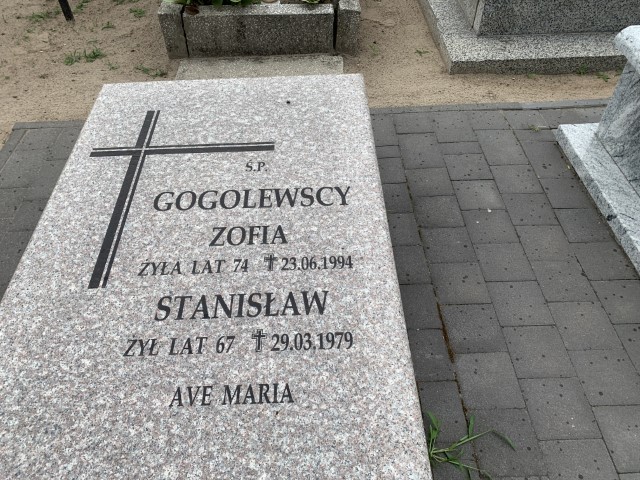 Ś.P.
GOGOLEWSCY
ZOFIA
ŻYŁA LAT 74 ✝ 23.06.1994
STANISŁAW
ŻYŁ LAT 67 ✝ 29.03.1979
AVE MARIA